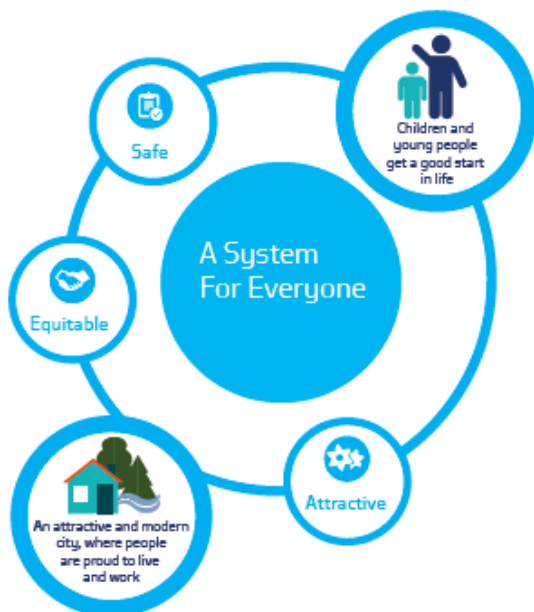 Children and
young people
get a good start
in life
Safe
A System
For Everyone
Equitable
Attractive
An attractive and modern
city, where people
are proud to live
and work